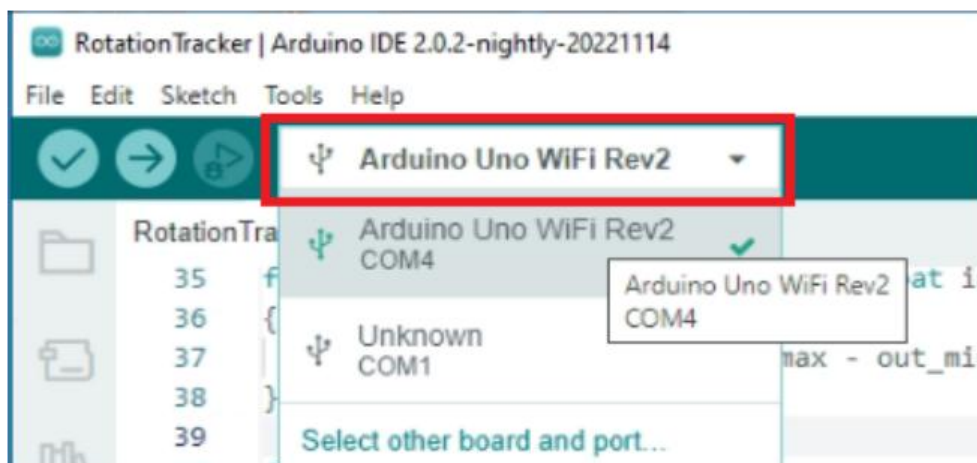 RotationTracker | Arduino IDE 2.0.2-nightly-20221114
File Edit Sketch Tools Help
Arduino Uno WiFi Rev2
RotationTra
Arduino Uno WiFi Rev2
COM4
Arduino Uno WiFi Rev2
COM4
35 f at i
36 {
Unknown
COM1
37 max - out_mi
38 }
39
Select other board and port...